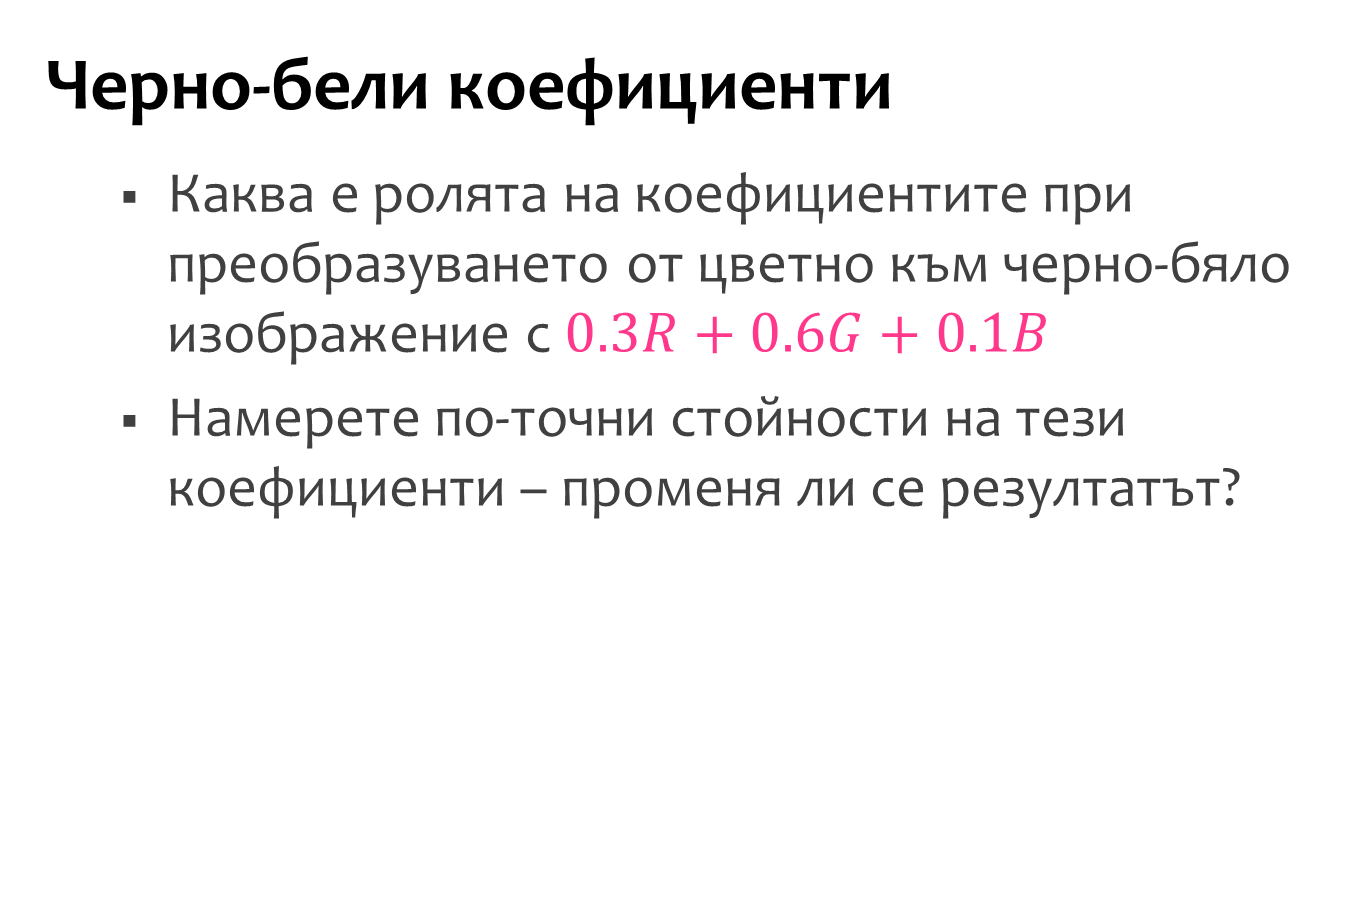 Черно-бели коефициенти
▪ Каква е ролята на коефициентите при
преобразуването от цветно към черно-бяло
изображение с 0.3R + 0.6G + 0.1B
▪ Намерете по-точни стойности на тези
коефициенти – променя ли се резултатът?